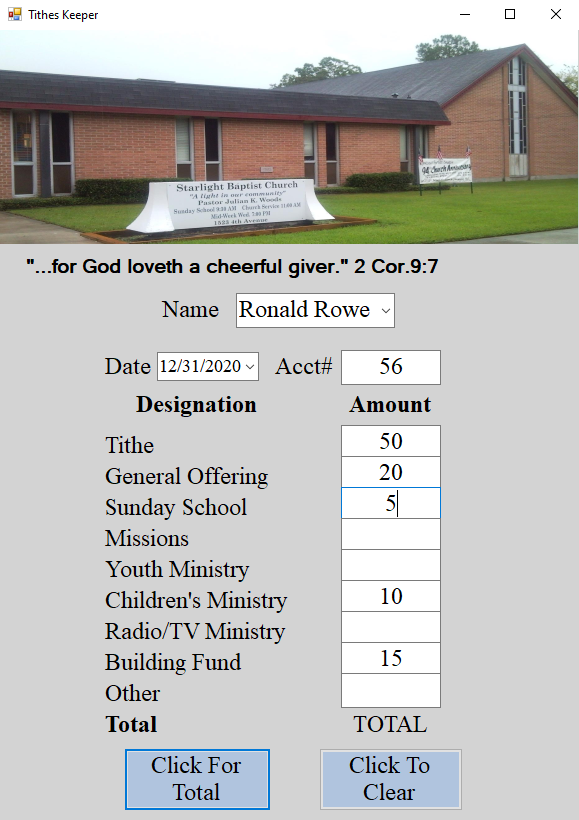 Tithes Keeper
Starlight Baptist Church
"A light in our community"
Pastor Julian K. Woods
Sunday School 9:30 AM Church Service 11:00 AM
Mid-Week Wed. 7:00 PM
1523 4th Avenue
"...for God loveth a cheerful giver." 2 Cor.9:7
Name Ronald Rowe
Date 12/31/2020 Acct# 56
Designation Amount
Tithe 50
General Offering 20
Sunday School 5
Missions
Youth Ministry
Children's Ministry 10
Radio/TV Ministry
Building Fund 15
Other
Total TOTAL
Click For Click To
Total Clear